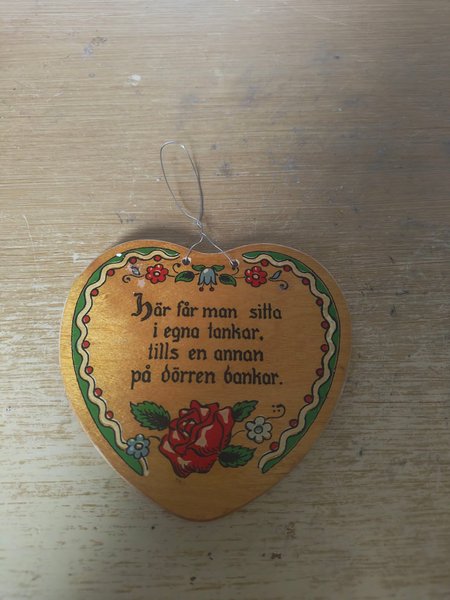 Här får man sitta
i egna tankar,
tills en annan
på dörren bankar.